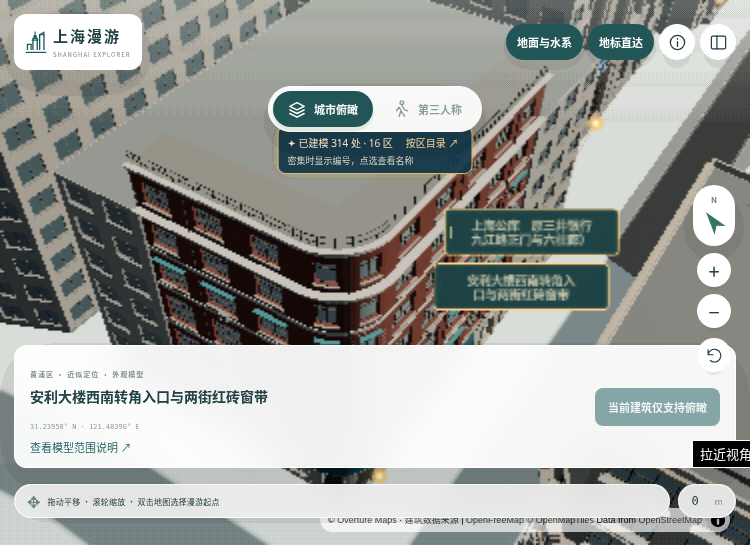 上海漫游
SHANGHAI EXPLORER
地面与水系
地标直达
城市俯瞰
第三人称
✦ 已建模 314 处 · 16 区 按区目录 ↗
密集时显示编号，点选查看名称
N
上海公库 原三井银行
九江路正门与六柱廊）
安利大楼西南转角入
口与两街红砖窗带
+
−
黄浦区 · 近似定位 · 外观模型
安利大楼西南转角入口与两街红砖窗带
31.23958° N · 121.48390° E
查看模型范围说明 ↗
当前建筑仅支持俯瞰
拉近视角
拖动平移 · 滚轮缩放 · 双击地图选择漫游起点
0 m
© Overture Maps · 建筑数据来源 | OpenFreeMap © OpenMapTiles Data from OpenStreetMap